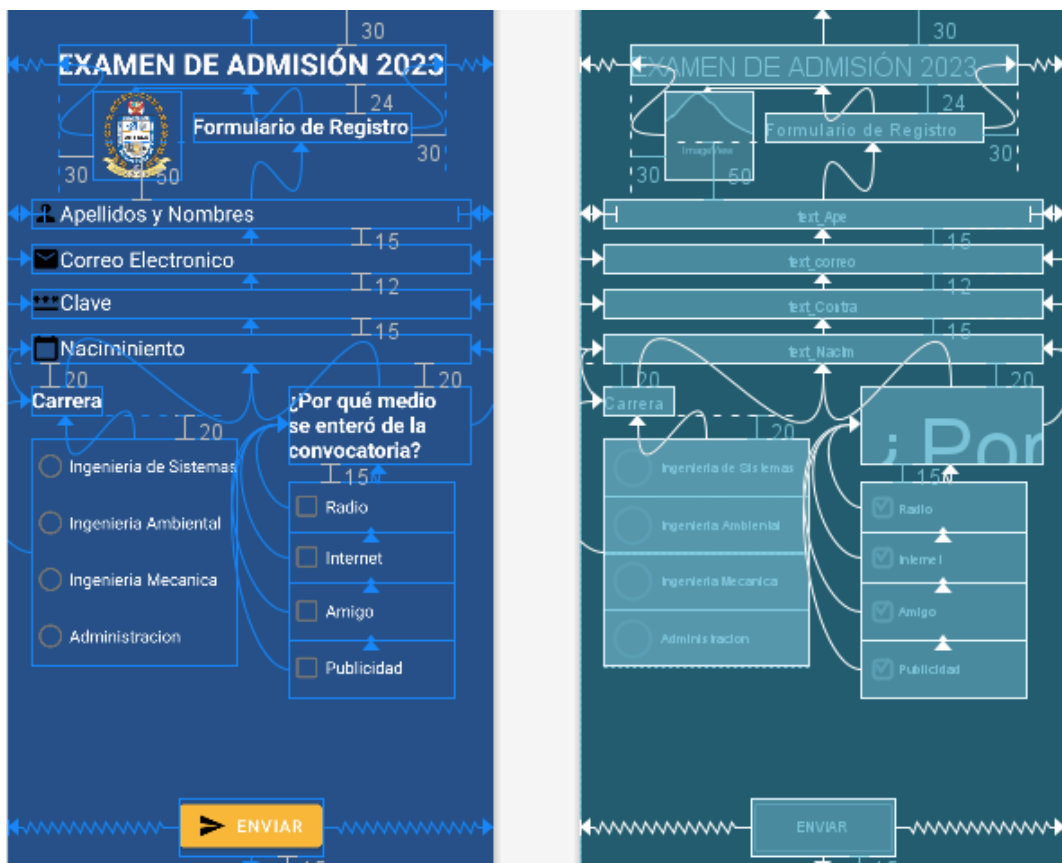 30
EXAMEN DE ADMISIÓN 2023
24
Formulario de Registro
30
30
50
Apellidos y Nombres
15
Correo Electronico
12
Clave
15
Naciminiento
20
20
Carrera
¿Por qué medio
se enteró de la
convocatoria?
20
15
Ingenieria de Sistemas
Radio
Ingenieria Ambiental
Internet
Ingenieria Mecanica
Amigo
Administracion
Publicidad
ENVIAR
15
30
EXAMEN DE ADMISIÓN 2023
24
Formulario de Registro
ImageView
30
30
50
text_Ape
15
text_correo
12
text_Contra
15
text_Nacim
20
20
Carrera
¿Por
20
15
Ingenieria de Sistemas
Radio
Ingenieria Ambiental
Internet
Ingenieria Mecanica
Amigo
Administracion
Publicidad
ENVIAR
15